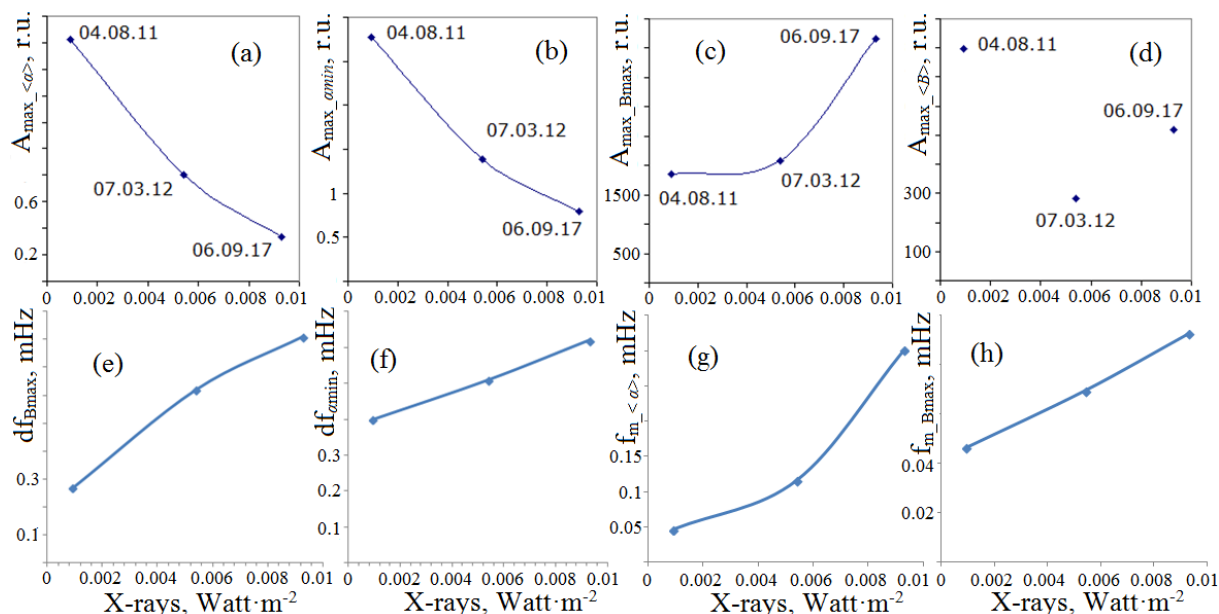 A_max_<α>, r.u.
0.6
0.2
04.08.11
(a)
07.03.12
06.09.17
0 0.002 0.004 0.006 0.008 0.01
A_max_αmin, r.u.
1
0.5
04.08.11
(b)
07.03.12
06.09.17
0 0.002 0.004 0.006 0.008 0.01
A_max_Bmax, r.u.
1500
500
(c)
06.09.17
04.08.11
07.03.12
0 0.002 0.004 0.006 0.008 0.01
A_max_<B>, r.u.
300
100
04.08.11
(d)
06.09.17
07.03.12
0 0.002 0.004 0.006 0.008 0.01
df_Bmax, mHz
0.3
0.1
(e)
0 0.002 0.004 0.006 0.008 0.01
X-rays, Watt·m⁻²
df_αmin, mHz
0.3
0.2
0.1
(f)
0 0.002 0.004 0.006 0.008 0.01
X-rays, Watt·m⁻²
f_m_<α>, mHz
0.15
0.1
0.05
(g)
0 0.002 0.004 0.006 0.008 0.01
X-rays, Watt·m⁻²
f_m_Bmax, mHz
0.04
0.02
(h)
0 0.002 0.004 0.006 0.008 0.01
X-rays, Watt·m⁻²